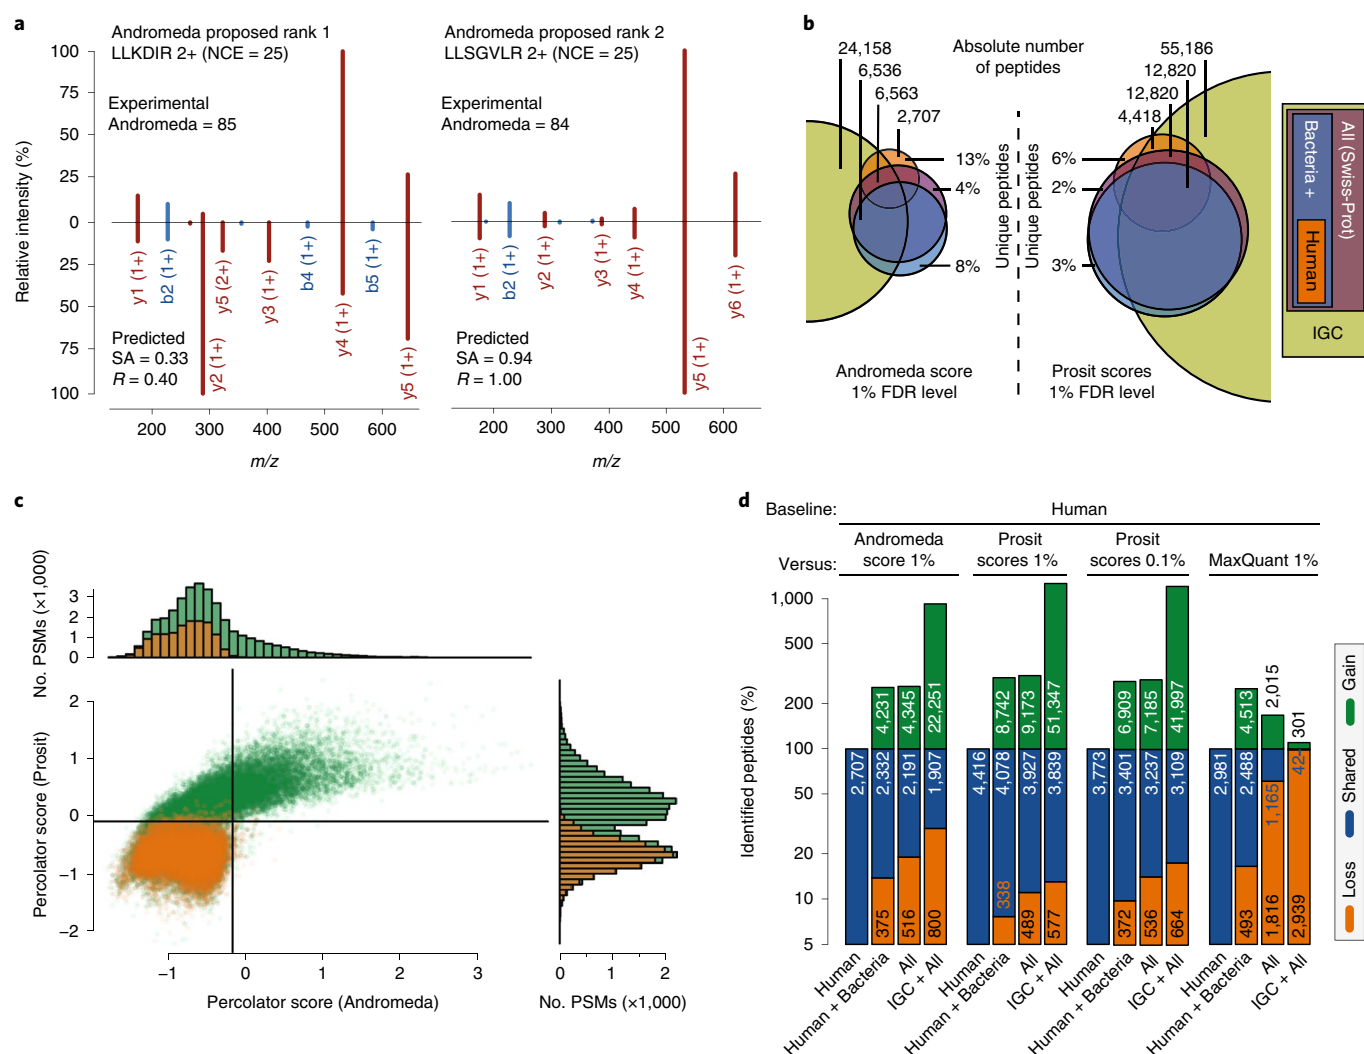 a
Andromeda proposed rank 1
LLKDIR 2+ (NCE = 25)
Andromeda proposed rank 2
LLSGVLR 2+ (NCE = 25)
Experimental
Andromeda = 85
Experimental
Andromeda = 84
Relative intensity (%)
100
75
50
25
0
25
50
75
100
y1 (1+)
b2 (1+)
y2 (1+)
y5 (2+)
y3 (1+)
b4 (1+)
y4 (1+)
b5 (1+)
y5 (1+)
y1 (1+)
b2 (1+)
y2 (1+)
y3 (1+)
y4 (1+)
y5 (1+)
y6 (1+)
Predicted
SA = 0.33
R = 0.40
Predicted
SA = 0.94
R = 1.00
200 300 400 500 600
200 300 400 500 600
m/z
m/z
b
24,158
6,536
6,563
2,707
Absolute number
of peptides
55,186
12,820
12,820
4,418
13%
4%
8%
Unique peptides
Unique peptides
6%
2%
3%
Andromeda score
1% FDR level
Prosit scores
1% FDR level
All (Swiss-Prot)
Bacteria +
Human
IGC
c
No. PSMs (×1,000)
3
2
1
0
Percolator score (Prosit)
2
1
0
−1
−2
−1 0 1 2 3
Percolator score (Andromeda)
0 1 2
No. PSMs (×1,000)
d
Baseline: Human
Versus:
Andromeda
score 1%
Prosit
scores 1%
Prosit
scores 0.1%
MaxQuant 1%
Identified peptides (%)
1,000
500
200
100
50
20
10
5
2,707
4,231
2,332
375
4,345
2,191
516
22,251
1,907
800
4,416
8,742
4,078
338
9,173
3,927
489
51,347
3,839
577
3,773
6,909
3,401
372
7,185
3,237
536
41,997
3,109
664
2,981
4,513
2,488
493
2,015
1,165
1,816
301
42
2,939
Human
Human + Bacteria
All
IGC + All
Human
Human + Bacteria
All
IGC + All
Human
Human + Bacteria
All
IGC + All
Human
Human + Bacteria
All
IGC + All
Loss
Shared
Gain